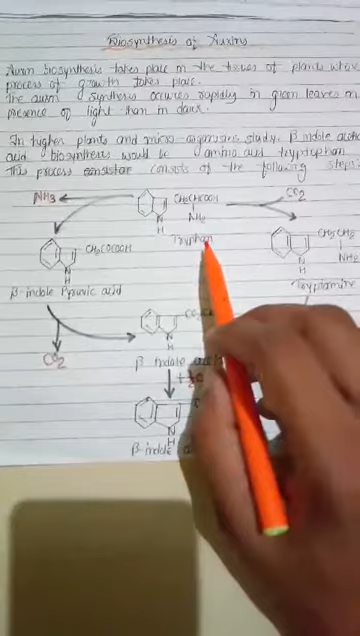 Biosynthesis of Auxins
Auxin biosynthesis takes place in the tissues of plants where
process of growth takes place.
The auxin synthesis occurs rapidly in green leaves on
presence of light than in dark.
In higher plants and micro organisms study, β indole acetic
acid biosynthesis would be amino acid tryptophan
This process consists of the following steps
NH3
CH2CHCOOH
NH2
N
H
Tryphan
CO2
CH2COCOOH
N
H
β indole Pyruvic acid
CH2CH2
NH2
N
H
Tryptamine
CO2
N
H
β indole
N
H
β-indole